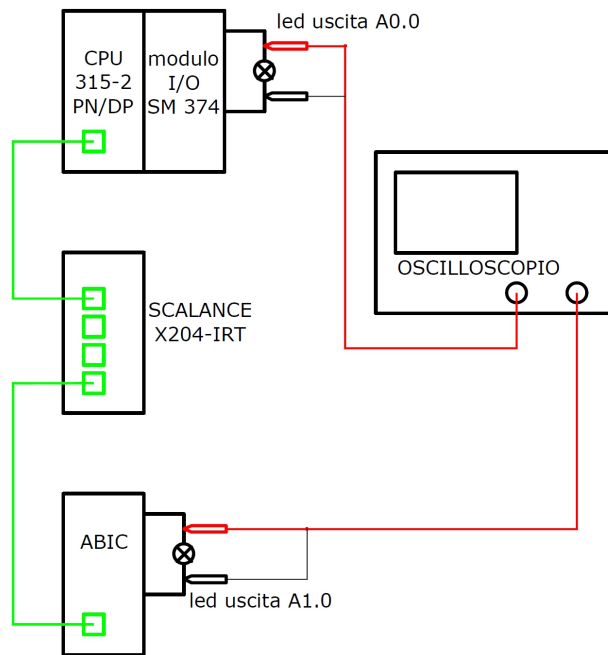 led uscita A0.0
CPU
315-2
PN/DP
modulo
I/O
SM 374
OSCILLOSCOPIO
SCALANCE
X204-IRT
ABIC
led uscita A1.0